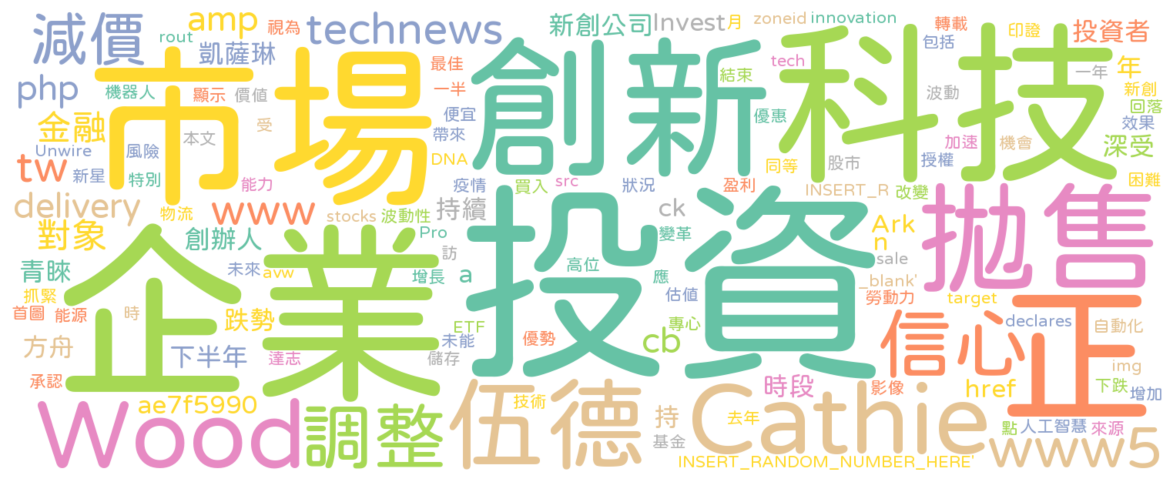 減價
rout
amp
視為
凱薩琳
technews
新創公司
Invest
月
zoneid
innovation
轉載
包括
印證
投資者
php
機器人
顯示
價值
最佳
一半
市場
創新
科技
結束
tech
波動
一年
年
新創
回落
效果
金融
本文
受
便宜
帶來
優惠
加速
機會
深受
tw
Unwire
新星
風險
特別
能力
DNA
疫情
買入
src
狀況
同等
盈利
股市
授權
INSERT_R
改變
困難
delivery
物流
www
stocks
波動性
持續
ck
變革
Ark
n
拋售
對象
創辦人
Pro
訪
sale
青睞
未來
avw
增長
a
高位
應
估值
_blank'
勞動力
target
抓緊
首圖
能源
時
跌勢
企業
投資
ETF
未能
優勢
專心
cb
信心
declares
正
自動化
方舟
下半年
達志
儲存
img
承認
時段
影像
href
下跌
增加
ae7f5990
Wood
調整
伍德
技術
持
基金
去年
Cathie
點
人工智慧
來源
www5
INSERT_RANDOM_NUMBER_HERE'